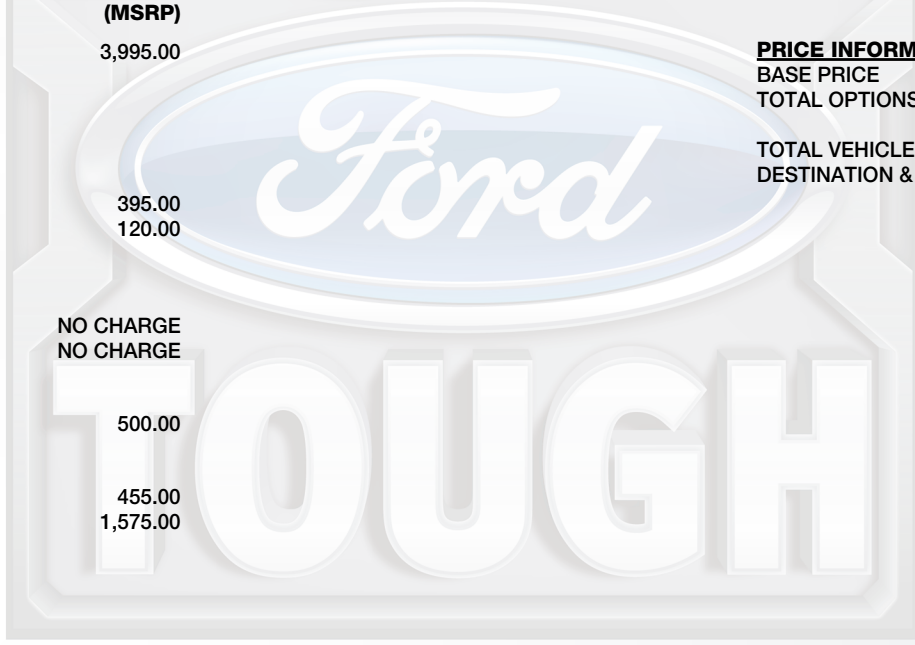 (MSRP)
3,995.00
395.00
120.00
NO CHARGE
NO CHARGE
500.00
455.00
1,575.00
PRICE INFORM
BASE PRICE
TOTAL OPTIONS
TOTAL VEHICLE
DESTINATION &
Ford
TOUGH